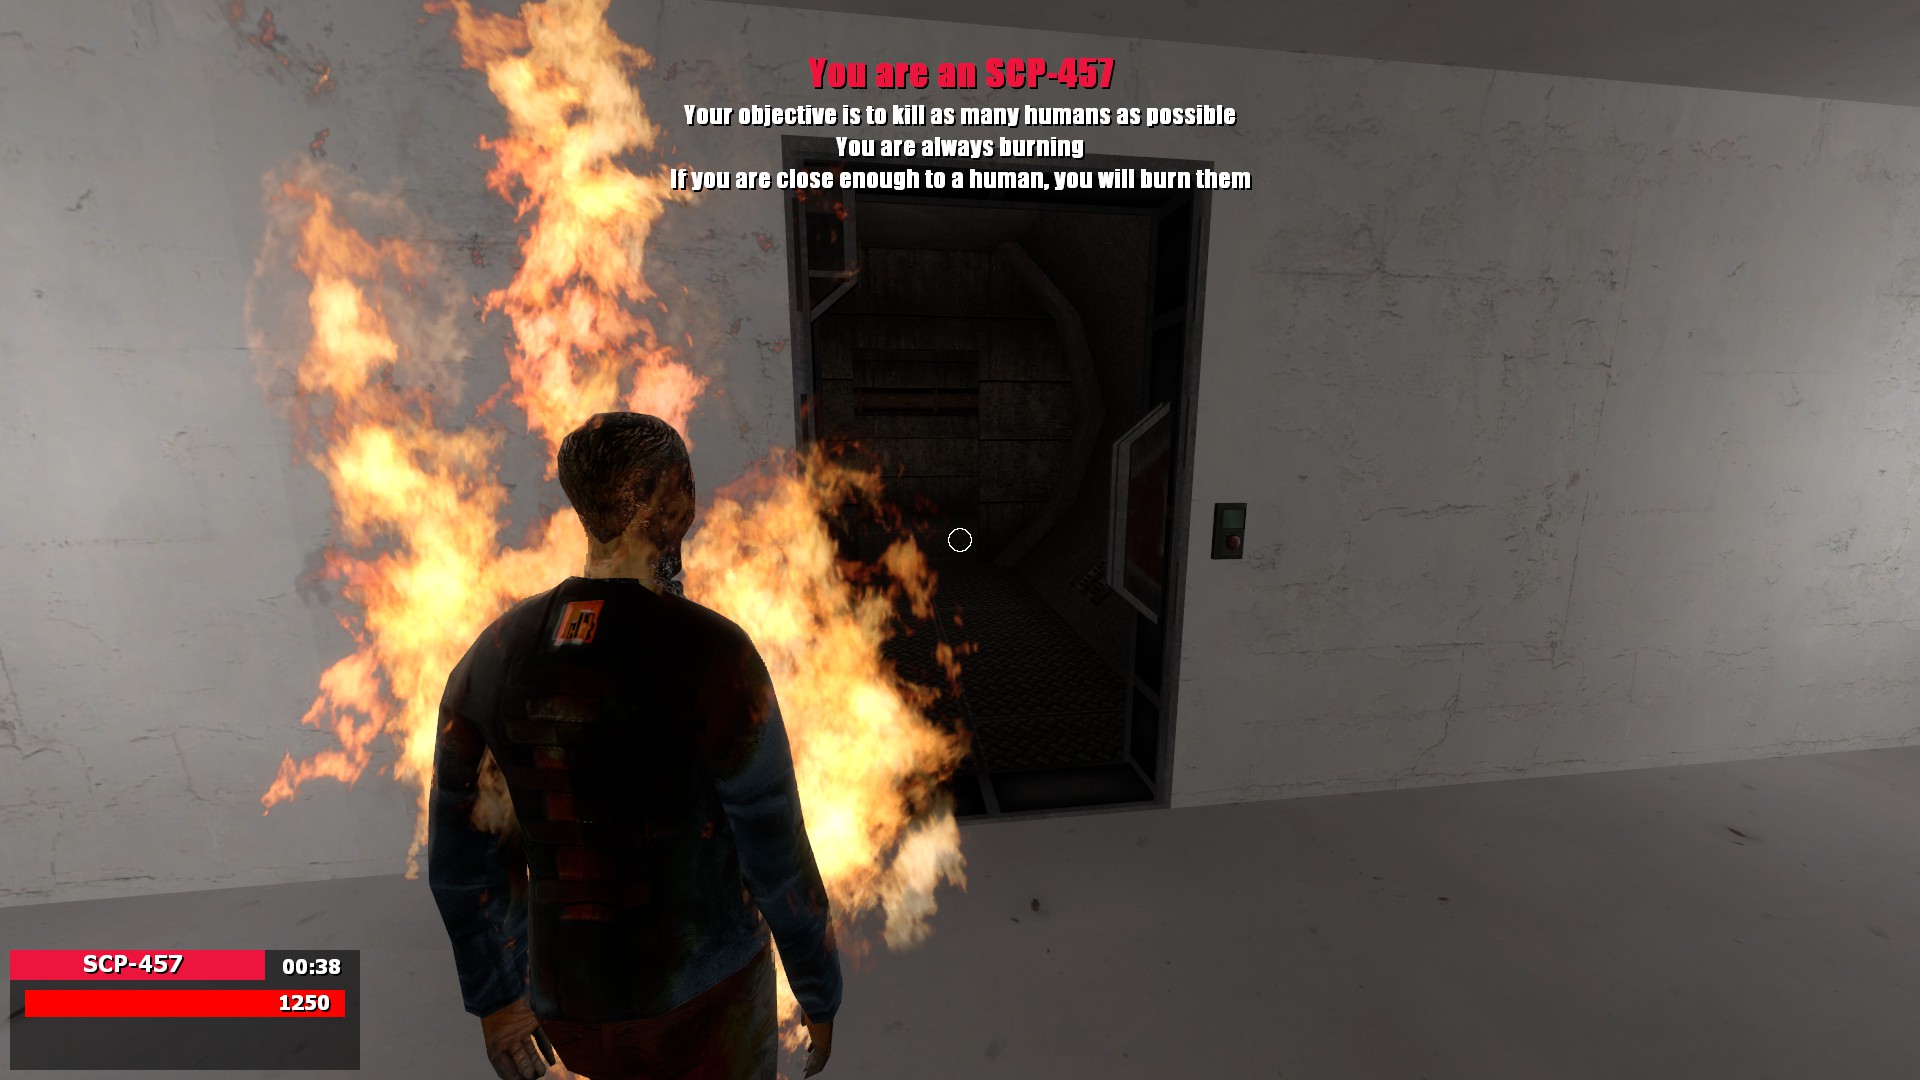 You are an SCP-457
Your objective is to kill as many humans as possible
You are always burning
If you are close enough to a human, you will burn them
SCP-457
00:38
1250